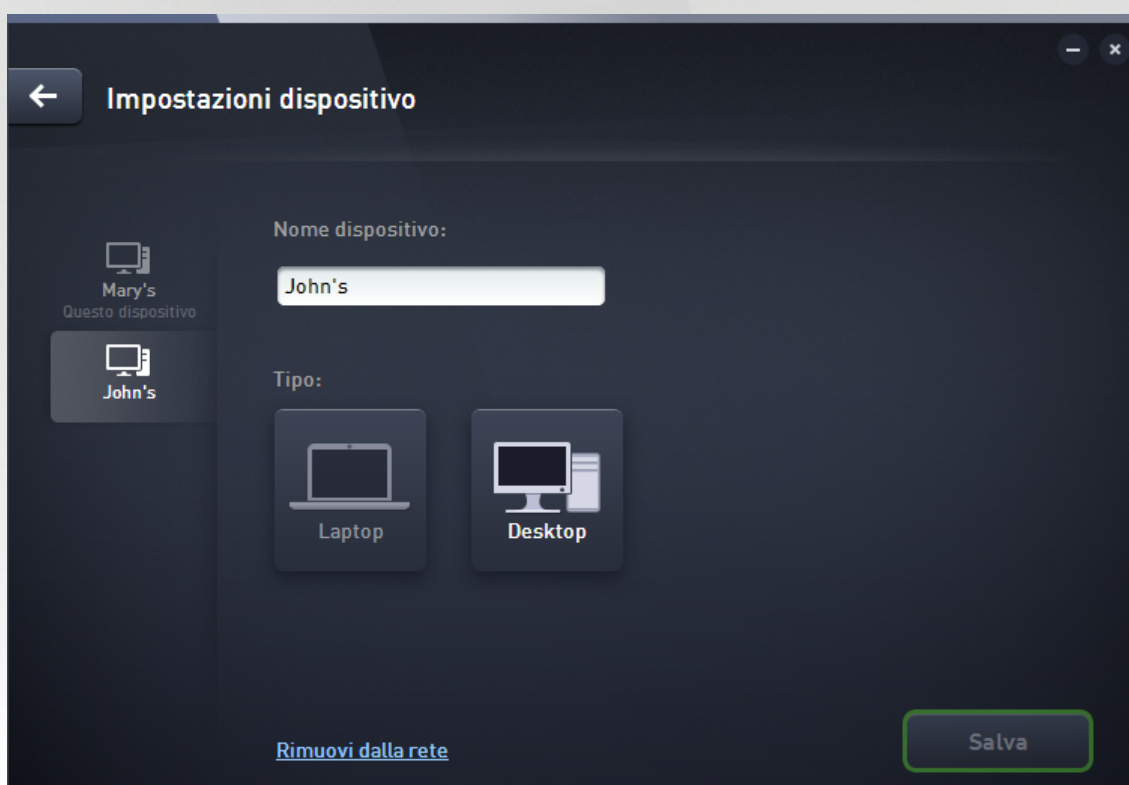 Impostazioni dispositivo
Mary's
Questo dispositivo
John's
Nome dispositivo:
John's
Tipo:
Laptop
Desktop
Rimuovi dalla rete
Salva